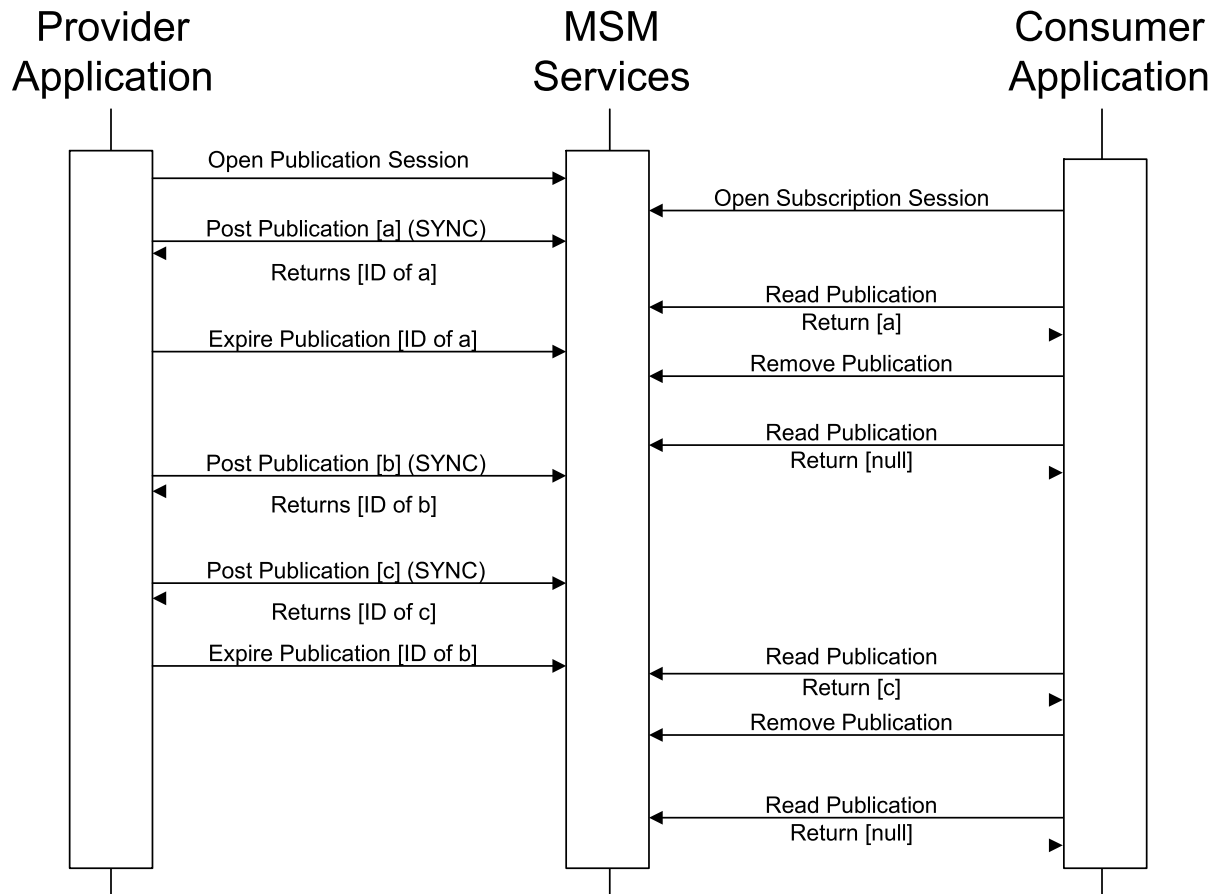 Provider
Application
MSM
Services
Consumer
Application
Open Publication Session
Open Subscription Session
Post Publication [a] (SYNC)
Returns [ID of a]
Read Publication
Return [a]
Expire Publication [ID of a]
Remove Publication
Read Publication
Return [null]
Post Publication [b] (SYNC)
Returns [ID of b]
Post Publication [c] (SYNC)
Returns [ID of c]
Expire Publication [ID of b]
Read Publication
Return [c]
Remove Publication
Read Publication
Return [null]